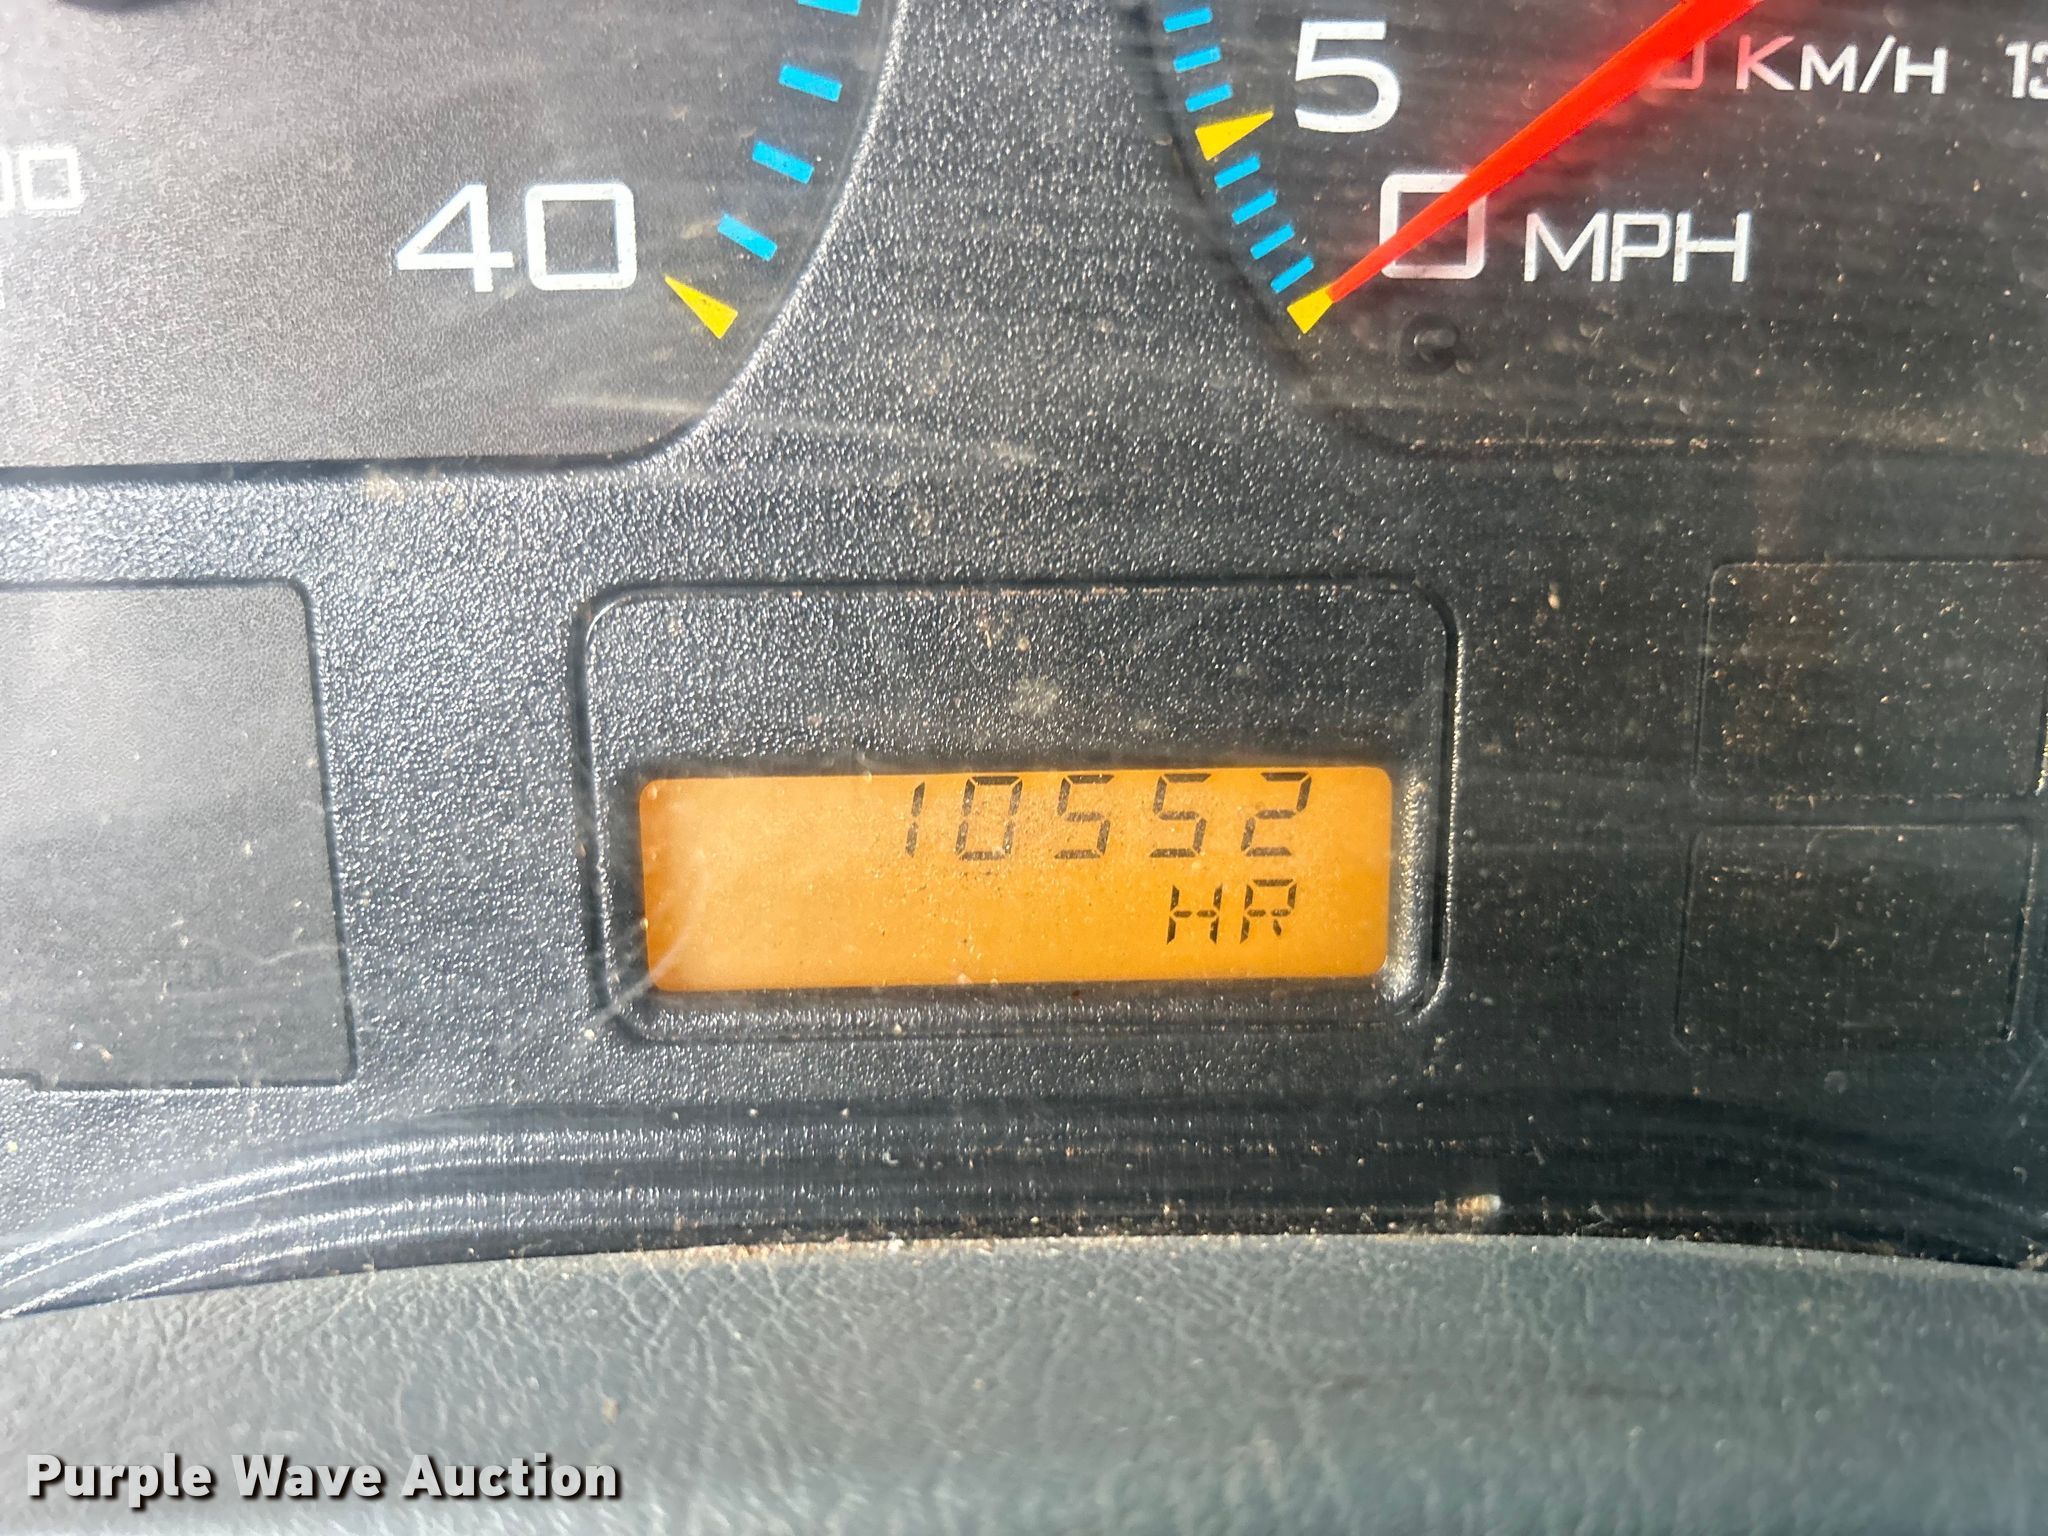 5
KM/H
40
0 MPH
10552
HR
Purple Wave Auction